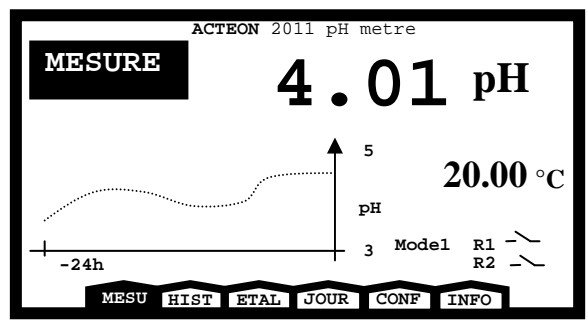 ACTEON 2011 pH metre
MESURE
4.01 pH
5
20.00 °C
pH
3
Model R1
R2
-24h
MESU HIST ETAL JOUR CONF INFO